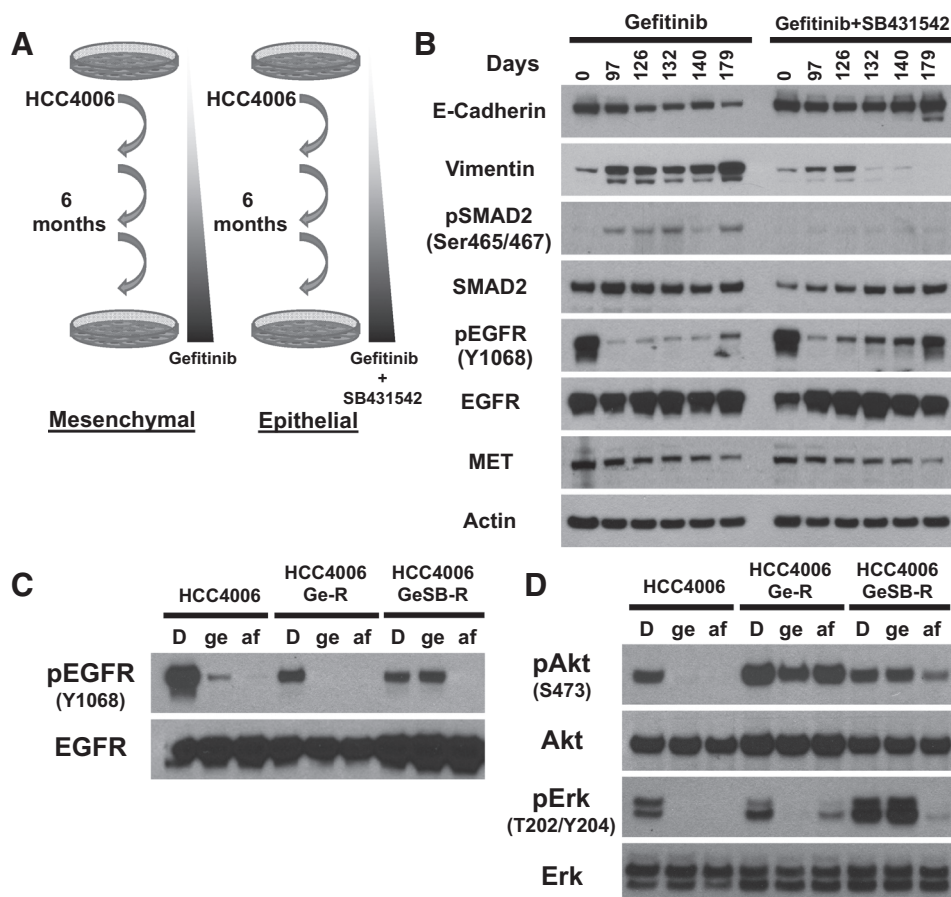 A
HCC4006
6
months
Gefitinib
Mesenchymal
HCC4006
6
months
Gefitinib
+
SB431542
Epithelial
B
Gefitinib
Gefitinib+SB431542
Days
0 97 126 132 140 179 0 97 126 132 140 179
E-Cadherin
Vimentin
pSMAD2
(Ser465/467)
SMAD2
pEGFR
(Y1068)
EGFR
MET
Actin
C
HCC4006
HCC4006
Ge-R
HCC4006
GeSB-R
D ge af D ge af D ge af
pEGFR
(Y1068)
EGFR
D
HCC4006
HCC4006
Ge-R
HCC4006
GeSB-R
D ge af D ge af D ge af
pAkt
(S473)
Akt
pErk
(T202/Y204)
Erk